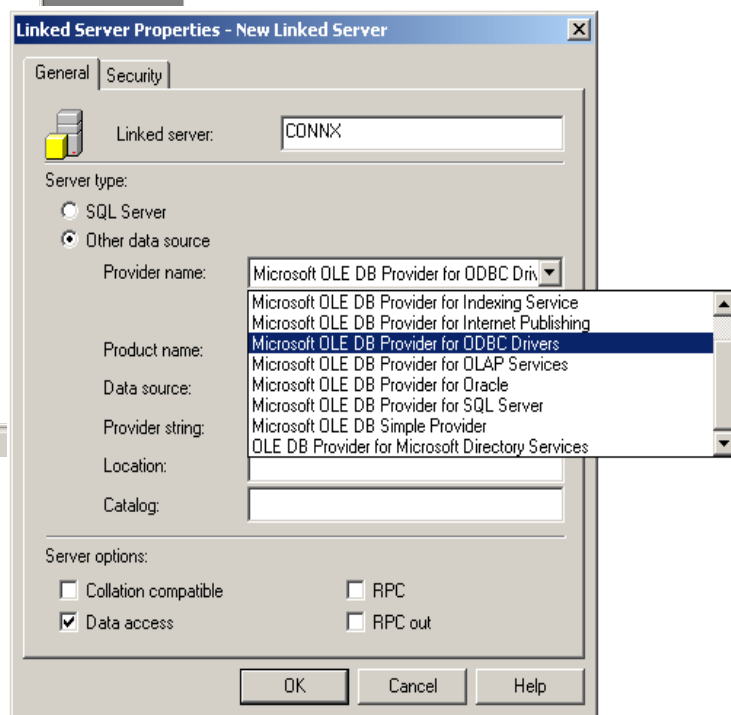 Linked Server Properties - New Linked Server
General Security
Linked server: CONNX
Server type:
SQL Server
Other data source
Provider name: Microsoft OLE DB Provider for ODBC Driv
Microsoft OLE DB Provider for Indexing Service
Microsoft OLE DB Provider for Internet Publishing
Microsoft OLE DB Provider for ODBC Drivers
Product name:
Microsoft OLE DB Provider for OLAP Services
Microsoft OLE DB Provider for Oracle
Data source:
Microsoft OLE DB Provider for SQL Server
Microsoft OLE DB Simple Provider
Provider string:
OLE DB Provider for Microsoft Directory Services
Location:
Catalog:
Server options:
Collation compatible RPC
Data access RPC out
OK Cancel Help